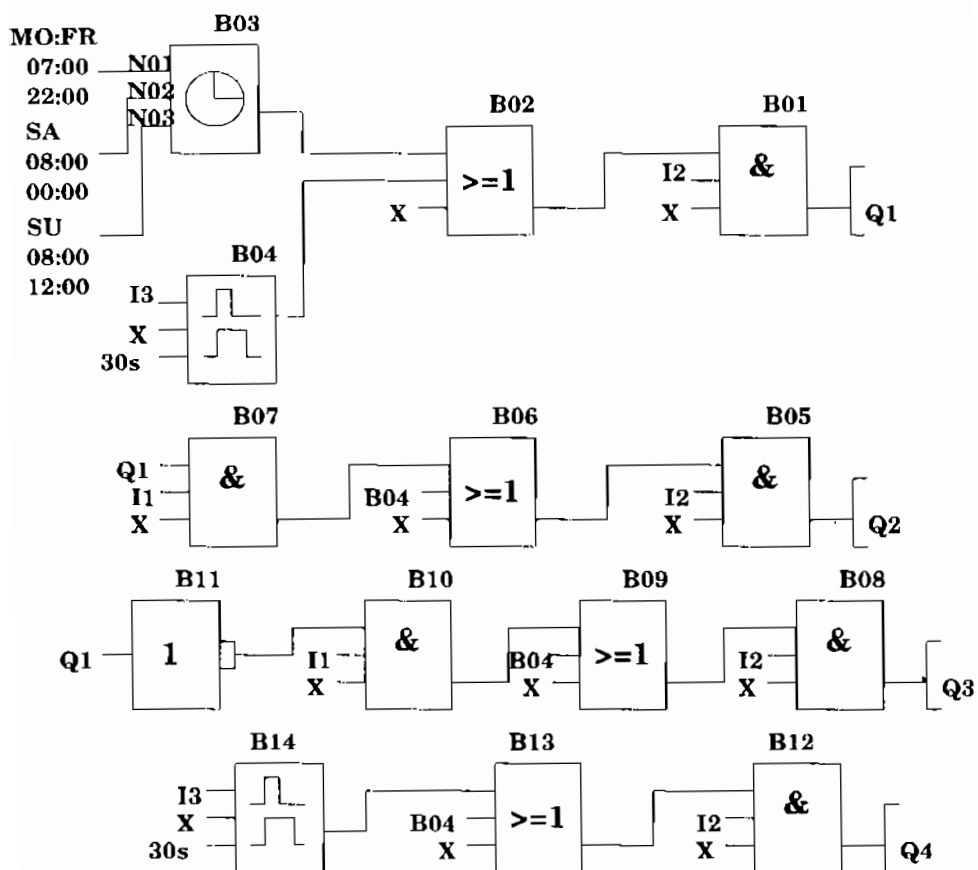 B03
MO:FR
07:00 N01
22:00 N02
N03
SA
08:00
00:00
SU
08:00
12:00
B02
>=1
X
B01
&
I2
X
Q1
B04
I3
X
30s
B07
Q1
&
I1
X
B06
B04
>=1
X
B05
&
I2
X
Q2
B11
Q1
1
B10
&
I1
X
B09
B04
>=1
X
B08
&
I2
X
Q3
B14
I3
X
30s
B13
B04
>=1
X
B12
&
I2
X
Q4